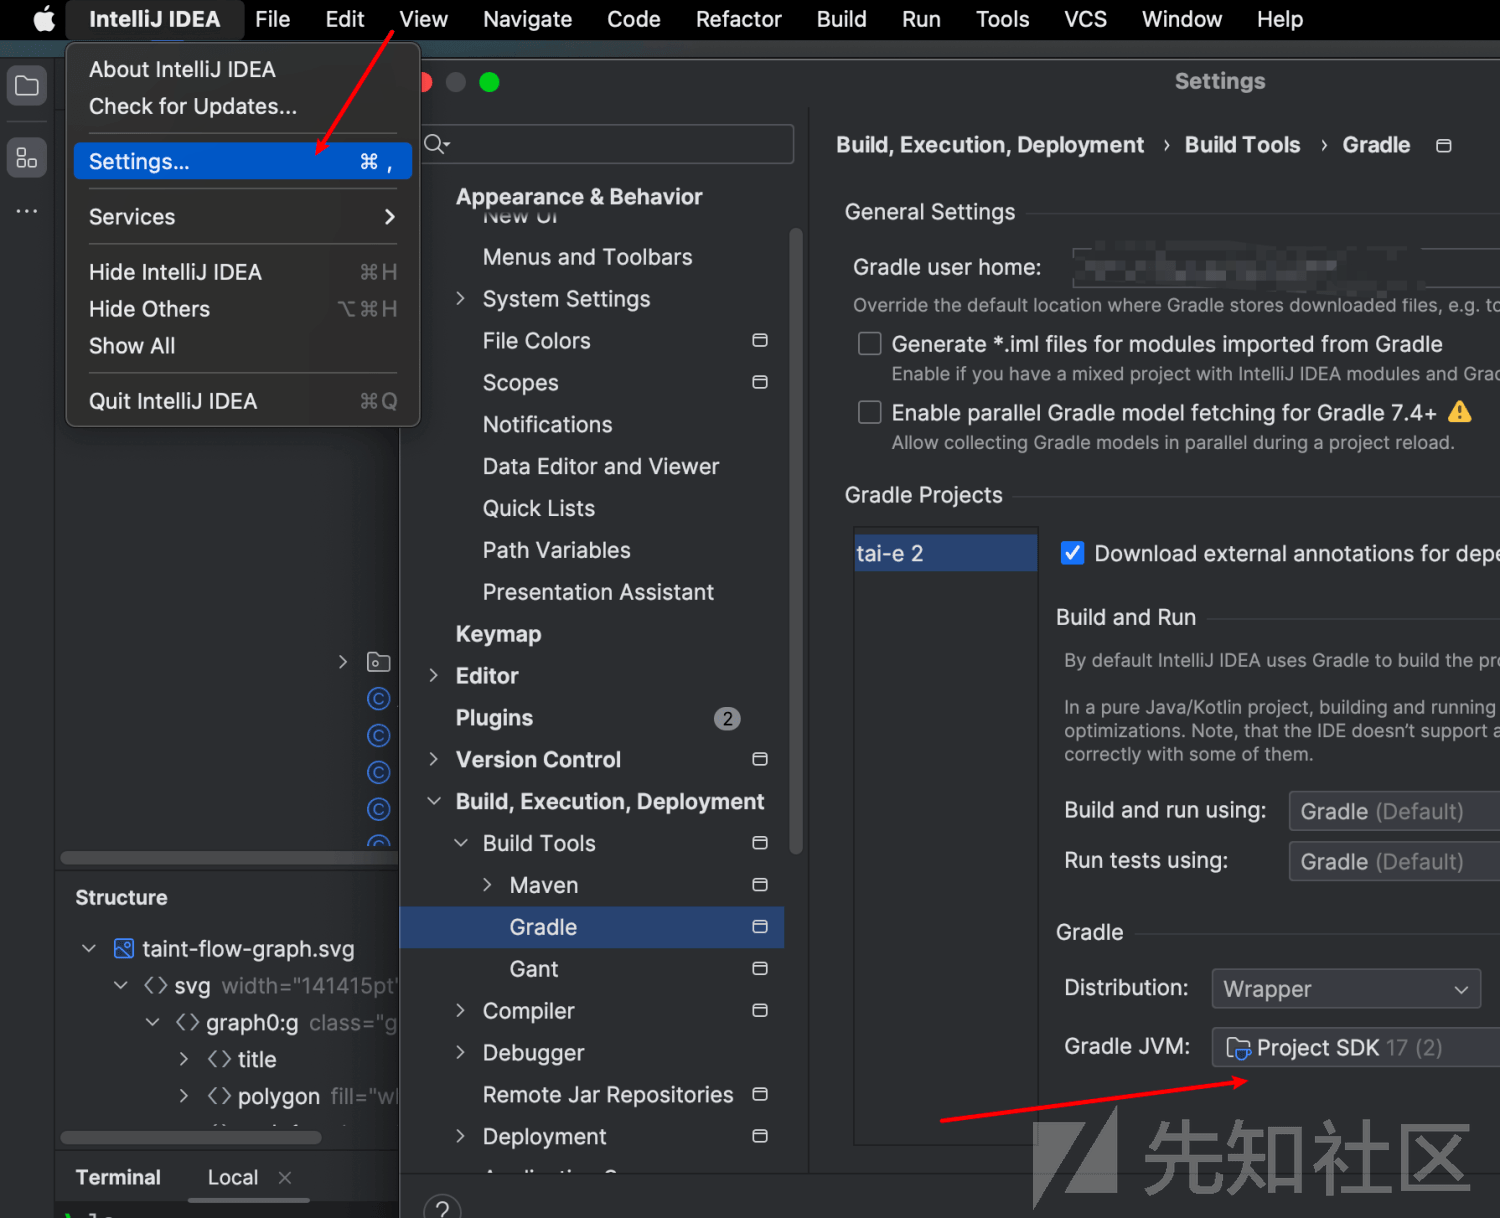 IntelliJ IDEA File Edit View Navigate Code Refactor Build Run Tools VCS Window Help
About IntelliJ IDEA
Check for Updates...
Settings... ⌘ ,
Services
Hide IntelliJ IDEA ⌘H
Hide Others ⌥⌘H
Show All
Quit IntelliJ IDEA ⌘Q
Structure
taint-flow-graph.svg
svg width="141415pt"
graph0:g class="g
title
polygon fill="wl
Terminal Local
Settings
Appearance & Behavior
New UI
Menus and Toolbars
System Settings
File Colors
Scopes
Notifications
Data Editor and Viewer
Quick Lists
Path Variables
Presentation Assistant
Keymap
Editor
Plugins 2
Version Control
Build, Execution, Deployment
Build Tools
Maven
Gradle
Gant
Compiler
Debugger
Remote Jar Repositories
Deployment
?
Build, Execution, Deployment › Build Tools › Gradle
General Settings
Gradle user home:
Override the default location where Gradle stores downloaded files, e.g. to
Generate *.iml files for modules imported from Gradle
Enable if you have a mixed project with IntelliJ IDEA modules and Grad
Enable parallel Gradle model fetching for Gradle 7.4+
Allow collecting Gradle models in parallel during a project reload.
Gradle Projects
tai-e 2
Download external annotations for depe
Build and Run
By default IntelliJ IDEA uses Gradle to build the pro
In a pure Java/Kotlin project, building and running
optimizations. Note, that the IDE doesn't support a
correctly with some of them.
Build and run using: Gradle (Default)
Run tests using: Gradle (Default)
Gradle
Distribution: Wrapper
Gradle JVM: Project SDK 17 (2)
先知社区